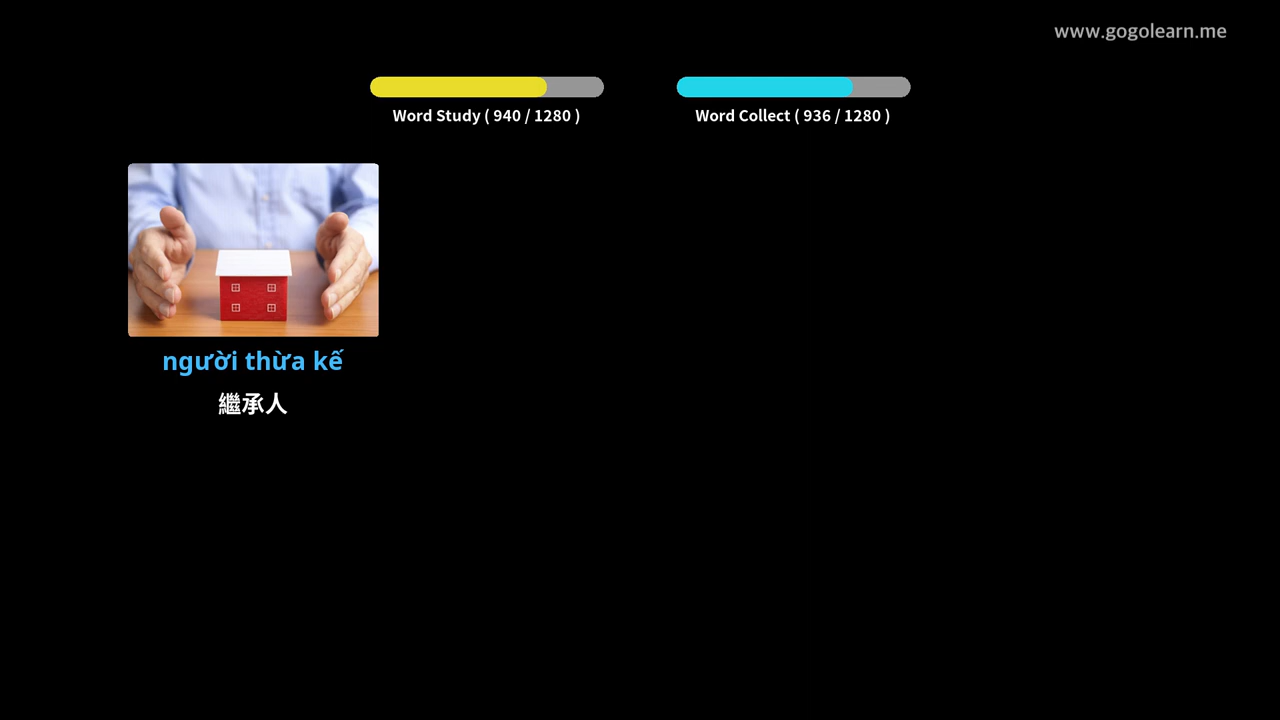 www.gogolearn.me
Word Study ( 940 / 1280 )
Word Collect ( 936 / 1280 )
người thừa kế
繼承人